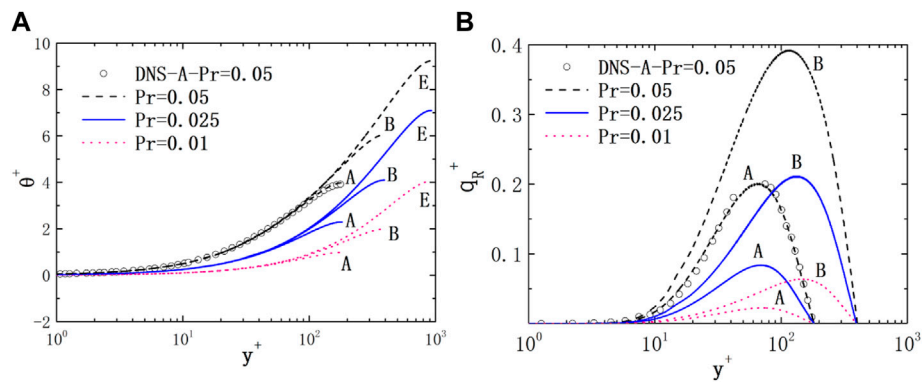 A
10
8
6
4
2
0
-2
θ+
DNS-A-Pr=0.05
Pr=0.05
Pr=0.025
Pr=0.01
E
B
E
B
A
E
A
B
A
10^0
10^1
10^2
10^3
y+
B
0.4
0.3
0.2
0.1
0
q_R^+
DNS-A-Pr=0.05
Pr=0.05
Pr=0.025
Pr=0.01
B
A
B
A
B
A
10^0
10^1
10^2
10^3
y+